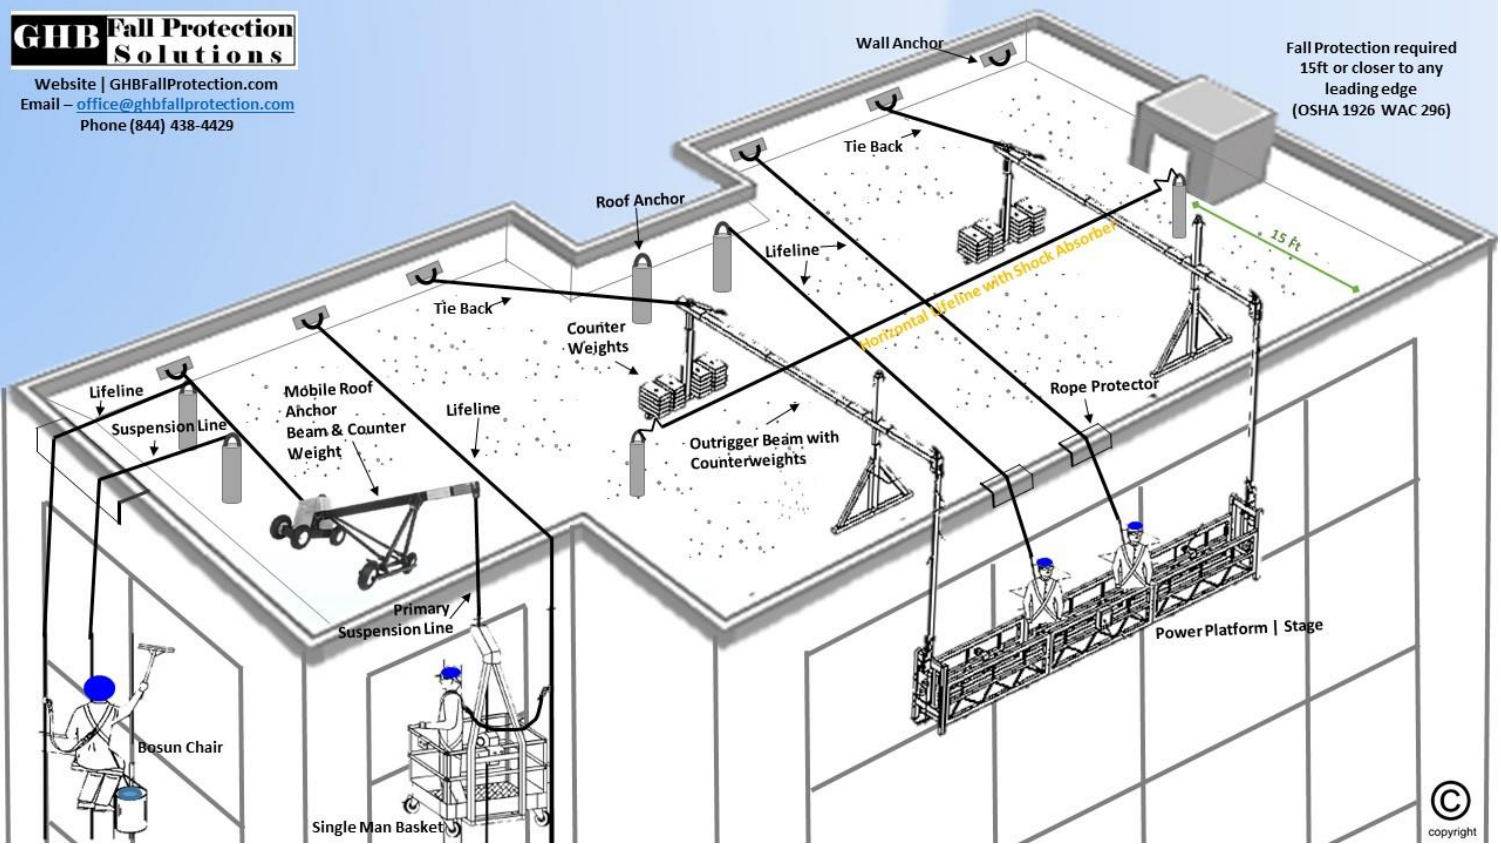 GHB Fall Protection
Solutions
Website | GHBFallProtection.com
Email – office@ghbfallprotection.com
Phone (844) 438-4429
Wall Anchor
Fall Protection required
15ft or closer to any
leading edge
(OSHA 1926 WAC 296)
Tie Back
Roof Anchor
Lifeline
15 Ft
Horizontal Lifeline with Shock Absorber
Tie Back
Counter
Weights
Lifeline
Mobile Roof
Anchor
Beam & Counter
Weight
Lifeline
Suspension Line
Rope Protector
Outrigger Beam with
Counterweights
Primary
Suspension Line
Power Platform | Stage
Bosun Chair
Single Man Basket
©
copyright